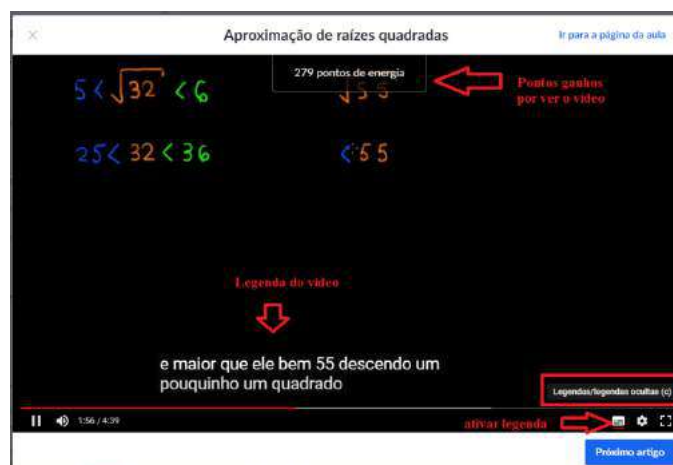 Aproximação de raízes quadradas
Ir para a página da aula
279 pontos de energia
Pontos ganhos
por ver o vídeo
5 < √32 < 6
√55
25 < 32 < 36
< 55
Legenda do vídeo
e maior que ele bem 55 descendo um
pouquinho um quadrado
Legendas/legendas ocultas (c)
1:56 / 4:39
ativar legenda
Próximo artigo